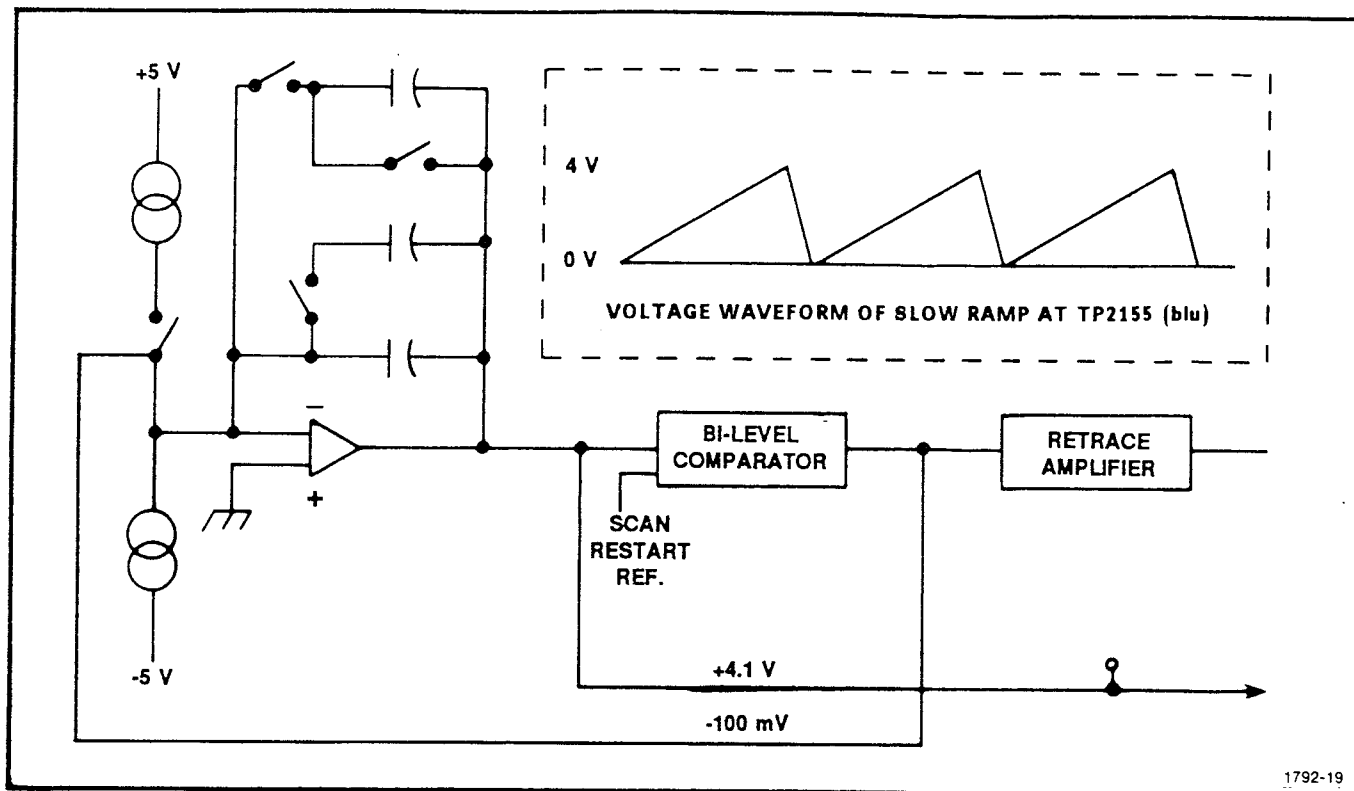 +5 V
4 V
0 V
VOLTAGE WAVEFORM OF SLOW RAMP AT TP2155 (blu)
−
+
BI-LEVEL
COMPARATOR
RETRACE
AMPLIFIER
SCAN
RESTART
REF.
-5 V
+4.1 V
-100 mV
1792-19